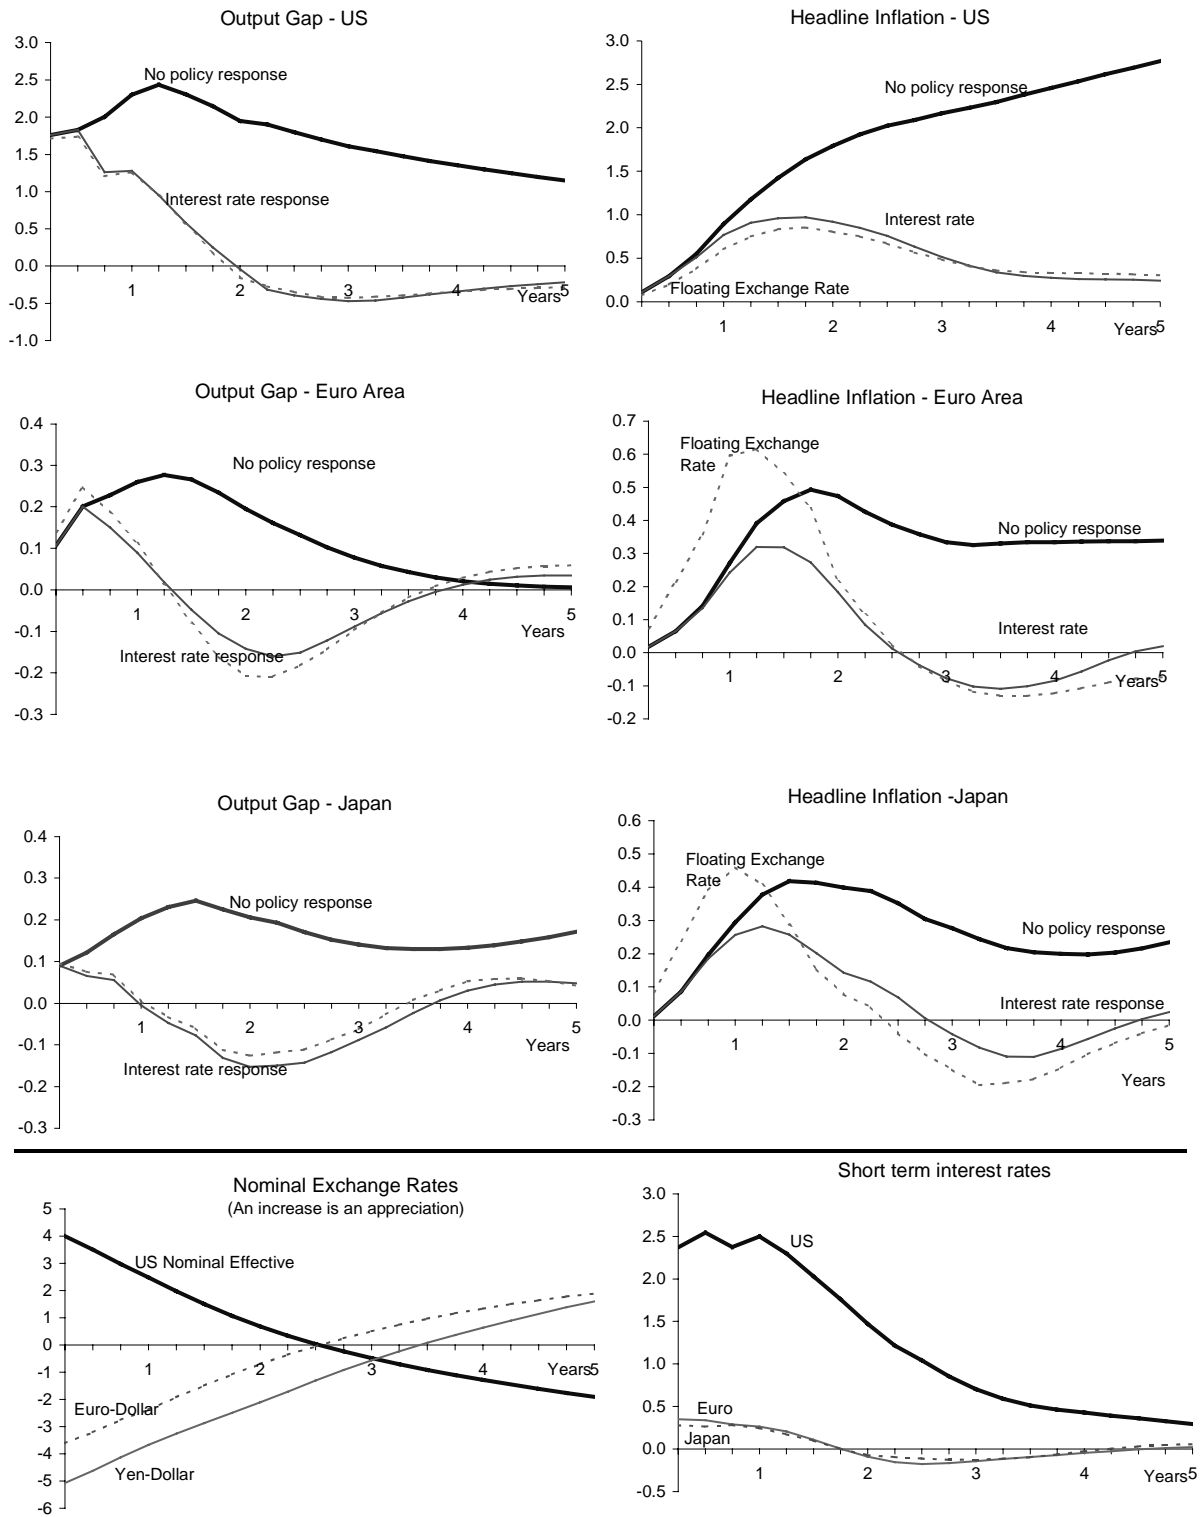 Output Gap - US
3.0
2.5
2.0
1.5
1.0
0.5
0.0
-0.5
-1.0
No policy response
Interest rate response
1
2
3
4
5
Years
Headline Inflation - US
3.0
2.5
2.0
1.5
1.0
0.5
0.0
No policy response
Interest rate
Floating Exchange Rate
1
2
3
4
5
Years
Output Gap - Euro Area
0.4
0.3
0.2
0.1
0.0
-0.1
-0.2
-0.3
No policy response
Interest rate response
1
2
3
4
5
Years
Headline Inflation - Euro Area
0.7
0.6
0.5
0.4
0.3
0.2
0.1
0.0
-0.1
-0.2
Floating Exchange
Rate
No policy response
Interest rate
1
2
3
4
5
Years
Output Gap - Japan
0.4
0.3
0.2
0.1
0.0
-0.1
-0.2
-0.3
No policy response
Interest rate response
1
2
3
4
5
Years
Headline Inflation -Japan
0.6
0.5
0.4
0.3
0.2
0.1
0.0
-0.1
-0.2
-0.3
Floating Exchange
Rate
No policy response
Interest rate response
1
2
3
4
5
Years
Nominal Exchange Rates
(An increase is an appreciation)
5
4
3
2
1
0
-1
-2
-3
-4
-5
-6
US Nominal Effective
Euro-Dollar
Yen-Dollar
1
2
3
4
5
Years
Short term interest rates
3.0
2.5
2.0
1.5
1.0
0.5
0.0
-0.5
US
Euro
Japan
1
2
3
4
5
Years